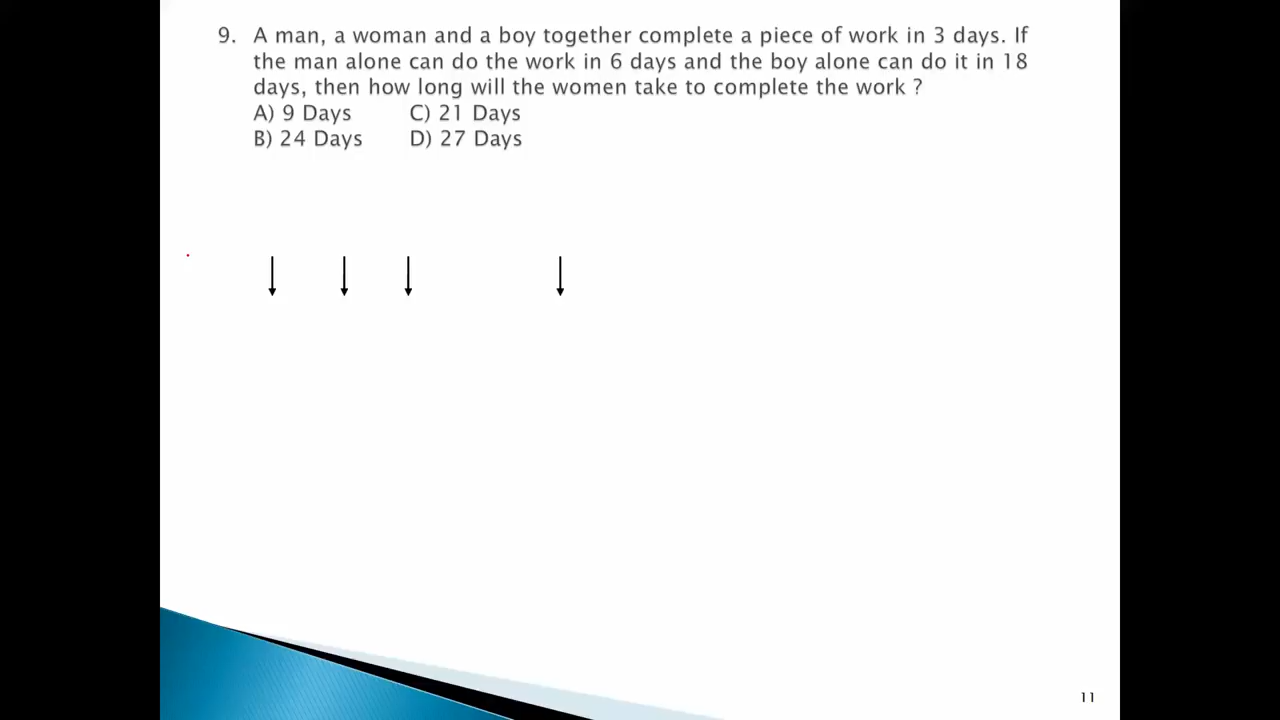 9. A man, a woman and a boy together complete a piece of work in 3 days. If
the man alone can do the work in 6 days and the boy alone can do it in 18
days, then how long will the women take to complete the work ?
A) 9 Days C) 21 Days
B) 24 Days D) 27 Days
11